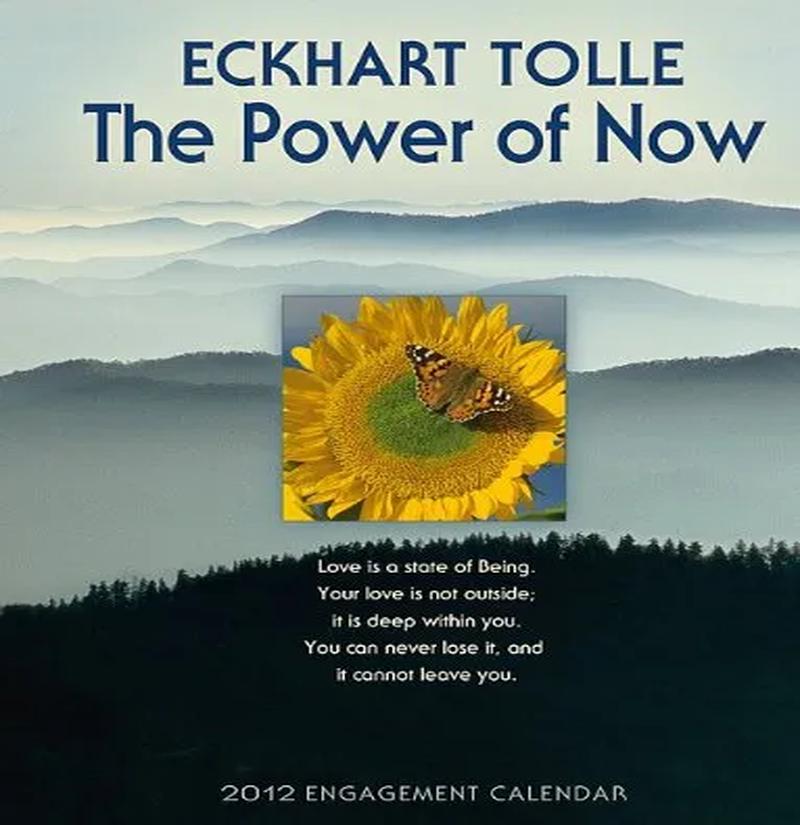 ECKHART TOLLE
The Power of Now
Love is a state of Being.
Your love is not outside;
it is deep within you.
You can never lose it, and
it cannot leave you.
2012 ENGAGEMENT CALENDAR